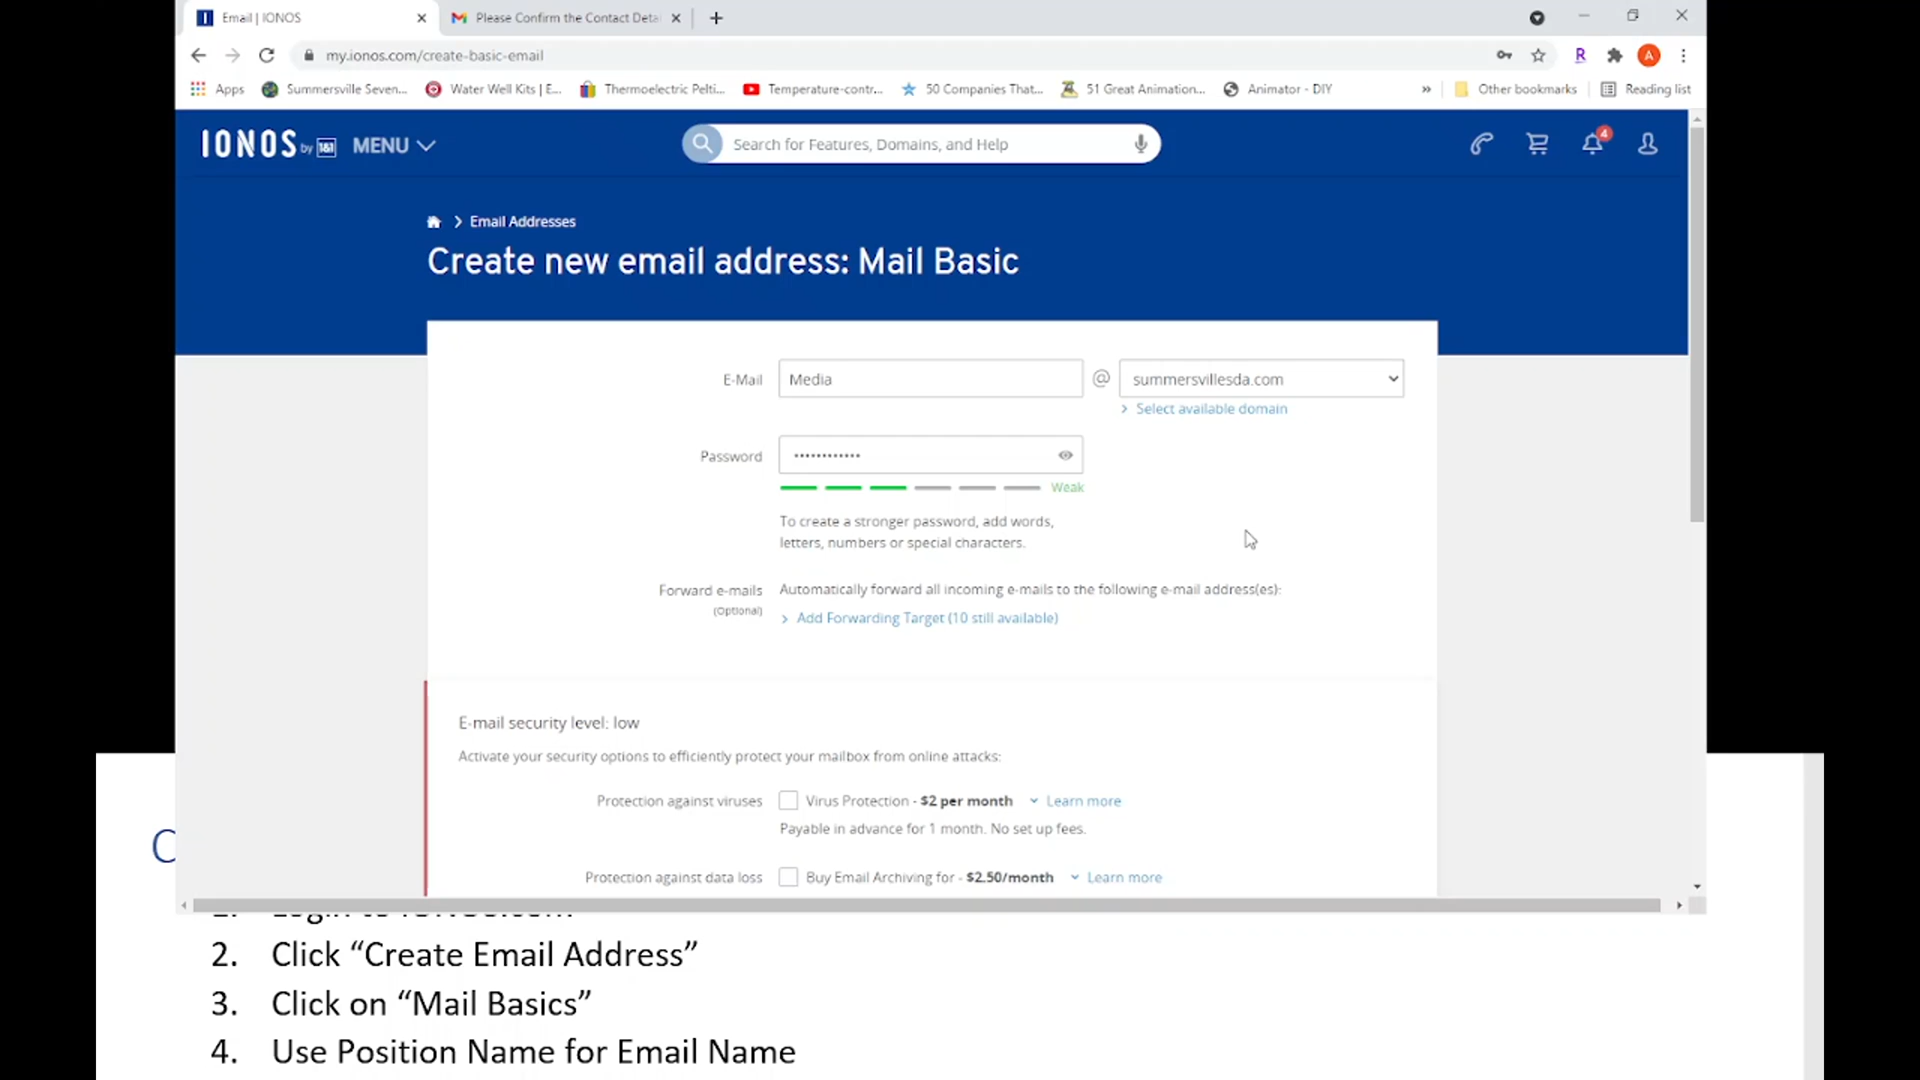 Email | IONOS
Please Confirm the Contact Deta
my.ionos.com/create-basic-email
R
A
Apps
Summersville Seven...
Water Well Kits | E...
Thermoelectric Pelti...
Temperature-contr...
50 Companies That...
51 Great Animation...
Animator - DIY
»
Other bookmarks
Reading list
IONOS by 1&1
MENU
Search for Features, Domains, and Help
4
Email Addresses
Create new email address: Mail Basic
E-Mail
Media
@
summersvillesda.com
Select available domain
Password
••••••••••••
Weak
To create a stronger password, add words,
letters, numbers or special characters.
Forward e-mails
(Optional)
Automatically forward all incoming e-mails to the following e-mail address(es):
Add Forwarding Target (10 still available)
E-mail security level: low
Activate your security options to efficiently protect your mailbox from online attacks:
Protection against viruses
Virus Protection - $2 per month
Learn more
Payable in advance for 1 month. No set up fees.
Protection against data loss
Buy Email Archiving for - $2.50/month
Learn more
2. Click “Create Email Address”
3. Click on “Mail Basics”
4. Use Position Name for Email Name